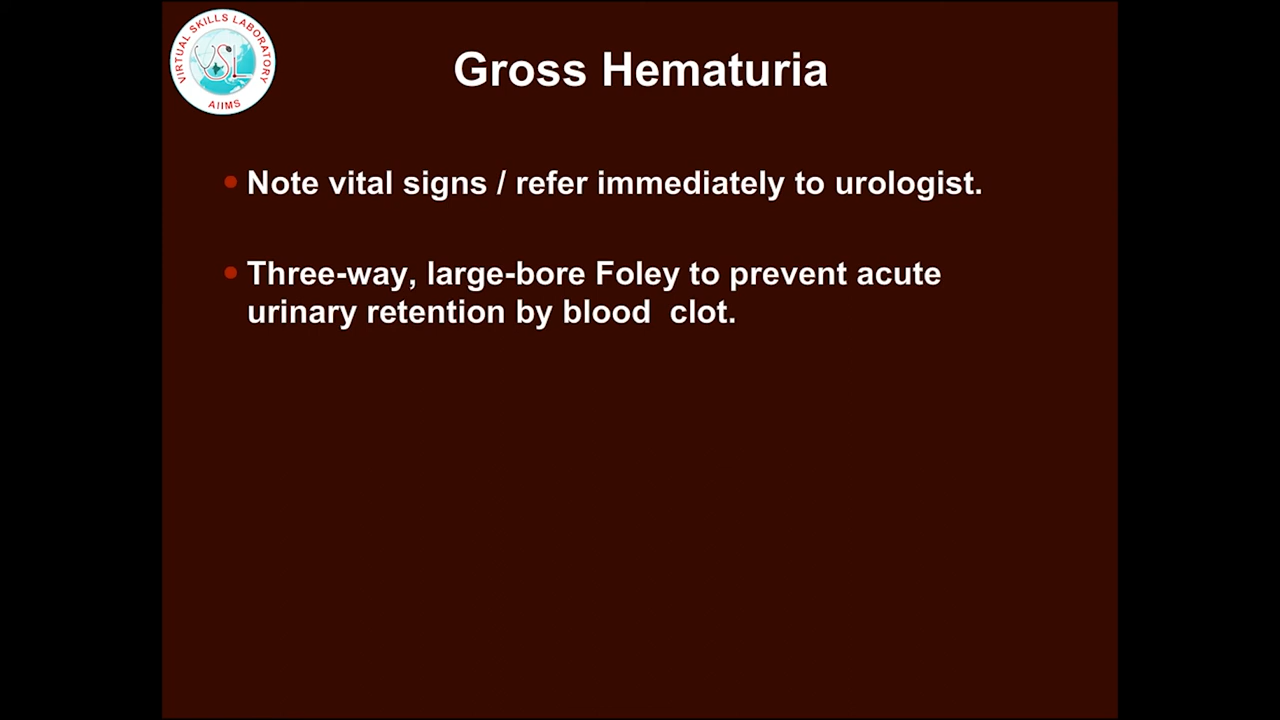 VIRTUAL SKILLS LABORATORY
VSL
AIIMS
Gross Hematuria
• Note vital signs / refer immediately to urologist.
• Three-way, large-bore Foley to prevent acute
urinary retention by blood  clot.